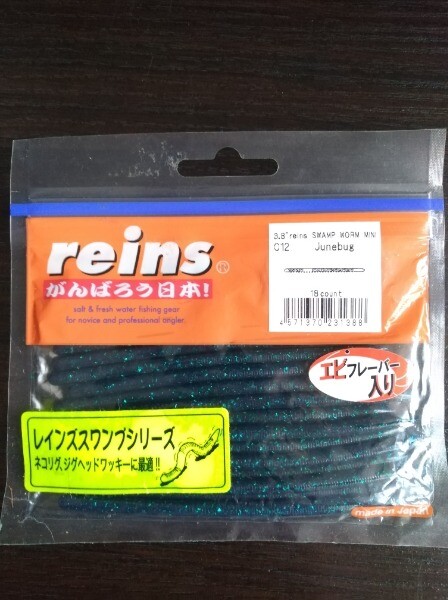 reins®
がんばろう日本!
salt & fresh water fishing gear
for novice and professional angler.
3.8"reins SWAMP WORM MINI
C12 Junebug
18count
4571370231388
エビフレーバー
入り
レインズスワンプシリーズ
ネコリグ、ジグヘッドワッキーに最適!!
made in Japan